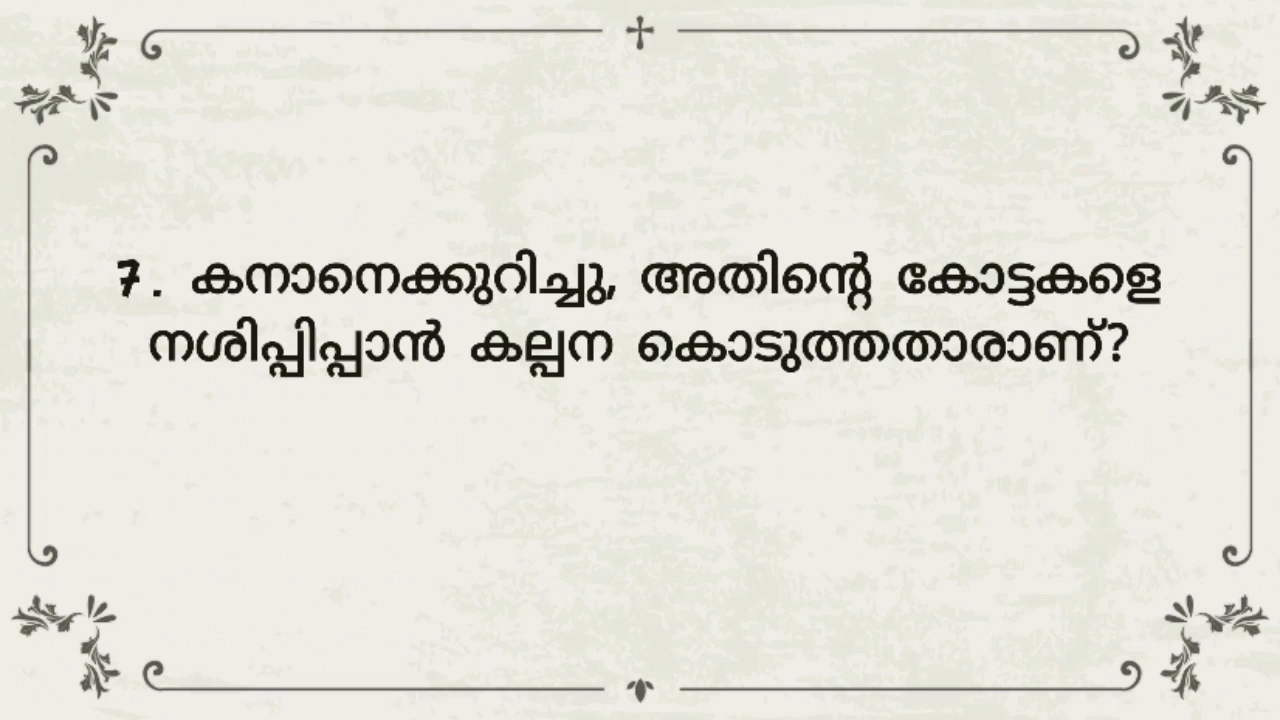 7. കനാനെക്കുറിച്ചു, അതിന്റെ കോട്ടകളെ
നശിപ്പിപ്പാൻ കല്പന കൊടുത്തതാരാണ്?